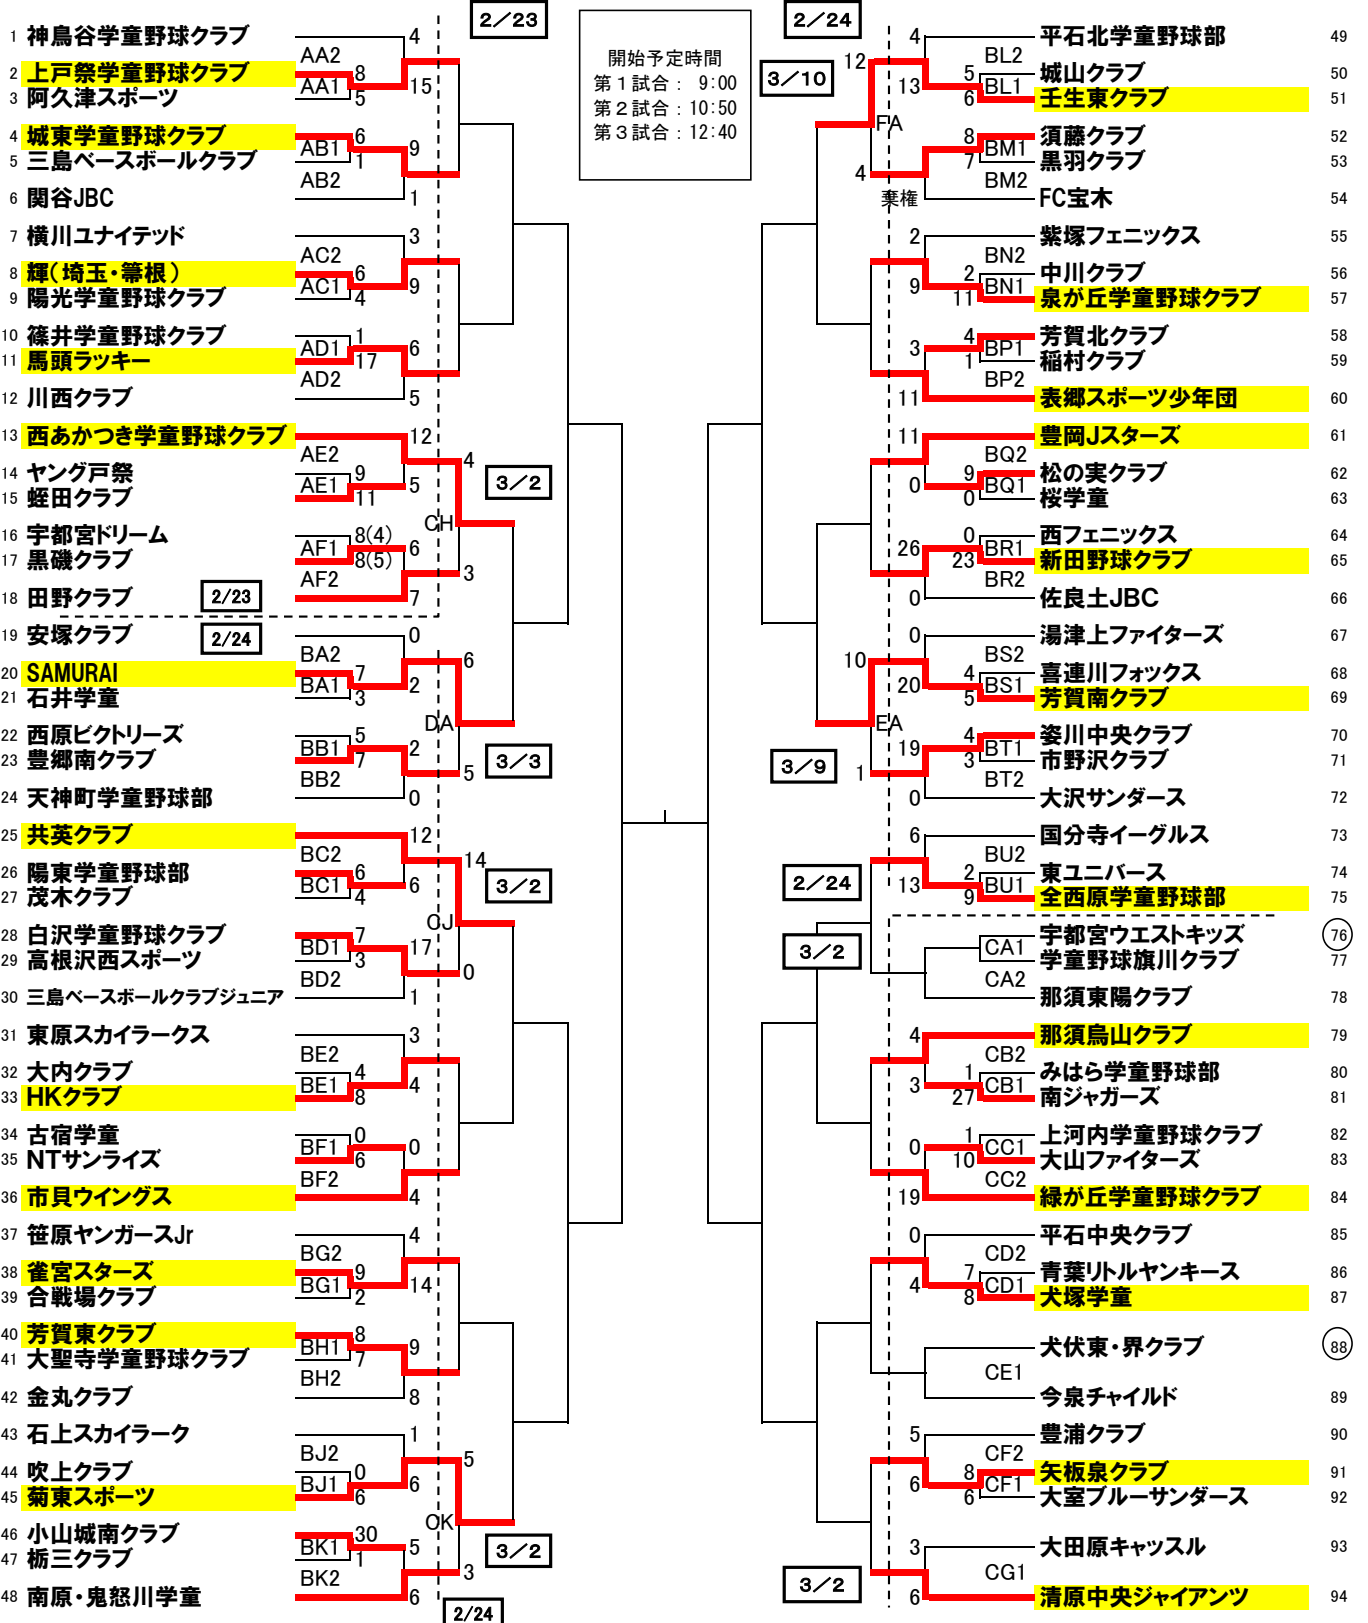 2／23
2／24
開始予定時間
第１試合： 9:00
第２試合：10:50
第３試合：12:40
3／10
1 神鳥谷学童野球クラブ 4
AA2
2 上戸祭学童野球クラブ 8
AA1 15
3 阿久津スポーツ 5
4 城東学童野球クラブ 6
AB1 9
5 三島ベースボールクラブ 1
AB2
6 関谷JBC 1
7 横川ユナイテッド 3
AC2
8 輝（埼玉・箒根） 6
AC1 9
9 陽光学童野球クラブ 4
10 篠井学童野球クラブ 1
AD1 6
11 馬頭ラッキー 17
AD2
12 川西クラブ 5
13 西あかつき学童野球クラブ 12
AE2 4
14 ヤング戸祭 9
AE1 5
15 蛭田クラブ 11
3／2
CH
16 宇都宮ドリーム 8(4)
AF1 6
17 黒磯クラブ 8(5)
AF2 3
18 田野クラブ 7
2/23
2/24
19 安塚クラブ 0
BA2 6
20 SAMURAI 7
BA1 2
21 石井学童 3
DA
22 西原ビクトリーズ 5
BB1 2
23 豊郷南クラブ 7
BB2 5
3／3
24 天神町学童野球部 0
25 共英クラブ 12
BC2 14
26 陽東学童野球部 6
BC1 6
27 茂木クラブ 4
3／2
CJ
28 白沢学童野球クラブ 7
BD1 17
29 高根沢西スポーツ 3
BD2 0
30 三島ベースボールクラブジュニア 1
31 東原スカイラークス 3
BE2
32 大内クラブ 4
BE1 4
33 HKクラブ 8
34 古宿学童 0
BF1 0
35 NTサンライズ 6
BF2
36 市貝ウイングス 4
37 笹原ヤンガースJr 4
BG2
38 雀宮スターズ 9
BG1 14
39 合戦場クラブ 2
40 芳賀東クラブ 8
BH1 9
41 大聖寺学童野球クラブ 7
BH2
42 金丸クラブ 8
43 石上スカイラーク 1
BJ2 5
44 吹上クラブ 0
BJ1 6
45 菊東スポーツ 6
CK
46 小山城南クラブ 30
BK1 5
47 栃三クラブ 1
BK2 3
3／2
48 南原・鬼怒川学童 6
2/24
4 平石北学童野球部 49
12 BL2
5 城山クラブ 50
13 BL1
6 壬生東クラブ 51
FA
8 須藤クラブ 52
BM1
7 黒羽クラブ 53
4 BM2
棄権 FC宝木 54
2 紫塚フェニックス 55
BN2
2 中川クラブ 56
9 BN1
11 泉が丘学童野球クラブ 57
4 芳賀北クラブ 58
3 BP1
1 稲村クラブ 59
BP2
11 表郷スポーツ少年団 60
11 豊岡Jスターズ 61
BQ2
9 松の実クラブ 62
0 BQ1
0 桜学童 63
0 西フェニックス 64
26 BR1
23 新田野球クラブ 65
BR2
0 佐良土JBC 66
0 湯津上ファイターズ 67
10 BS2
4 喜連川フォックス 68
20 BS1
5 芳賀南クラブ 69
EA
4 姿川中央クラブ 70
19 BT1
3 市野沢クラブ 71
3／9
1 BT2
0 大沢サンダース 72
6 国分寺イーグルス 73
BU2
2／24
2 東ユニバース 74
13 BU1
9 全西原学童野球部 75
宇都宮ウエストキッズ 76
3／2
CA1
学童野球旗川クラブ 77
CA2
那須東陽クラブ 78
4 那須烏山クラブ 79
CB2
1 みはら学童野球部 80
3 CB1
27 南ジャガーズ 81
1 上河内学童野球クラブ 82
0 CC1
10 大山ファイターズ 83
CC2
19 緑が丘学童野球クラブ 84
0 平石中央クラブ 85
CD2
7 青葉リトルヤンキース 86
4 CD1
8 犬塚学童 87
犬伏東・界クラブ 88
CE1
今泉チャイルド 89
5 豊浦クラブ 90
CF2
8 矢板泉クラブ 91
6 CF1
6 大室ブルーサンダース 92
3 大田原キャッスル 93
CG1
3／2
6 清原中央ジャイアンツ 94